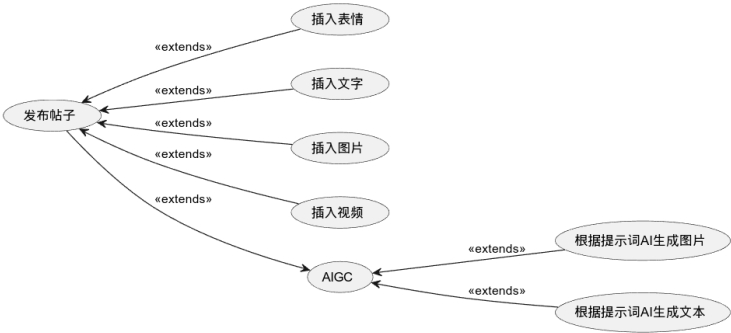 插入表情
«extends»
插入文字
«extends»
发布帖子
«extends»
插入图片
«extends»
插入视频
«extends»
根据提示词AI生成图片
«extends»
AIGC
«extends»
根据提示词AI生成文本